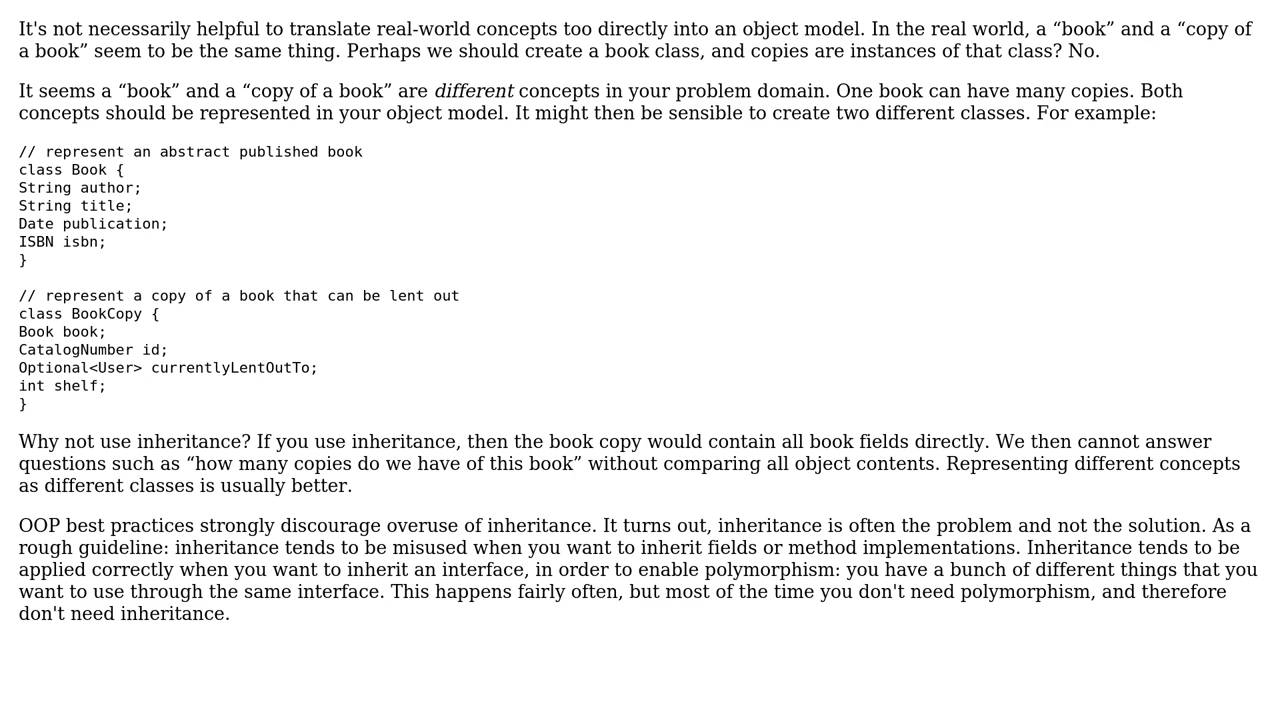 It's not necessarily helpful to translate real-world concepts too directly into an object model. In the real world, a “book” and a “copy of
a book” seem to be the same thing. Perhaps we should create a book class, and copies are instances of that class? No.
It seems a “book” and a “copy of a book” are different concepts in your problem domain. One book can have many copies. Both
concepts should be represented in your object model. It might then be sensible to create two different classes. For example:
// represent an abstract published book
class Book {
String author;
String title;
Date publication;
ISBN isbn;
}
// represent a copy of a book that can be lent out
class BookCopy {
Book book;
CatalogNumber id;
Optional<User> currentlyLentOutTo;
int shelf;
}
Why not use inheritance? If you use inheritance, then the book copy would contain all book fields directly. We then cannot answer
questions such as “how many copies do we have of this book” without comparing all object contents. Representing different concepts
as different classes is usually better.
OOP best practices strongly discourage overuse of inheritance. It turns out, inheritance is often the problem and not the solution. As a
rough guideline: inheritance tends to be misused when you want to inherit fields or method implementations. Inheritance tends to be
applied correctly when you want to inherit an interface, in order to enable polymorphism: you have a bunch of different things that you
want to use through the same interface. This happens fairly often, but most of the time you don't need polymorphism, and therefore
don't need inheritance.